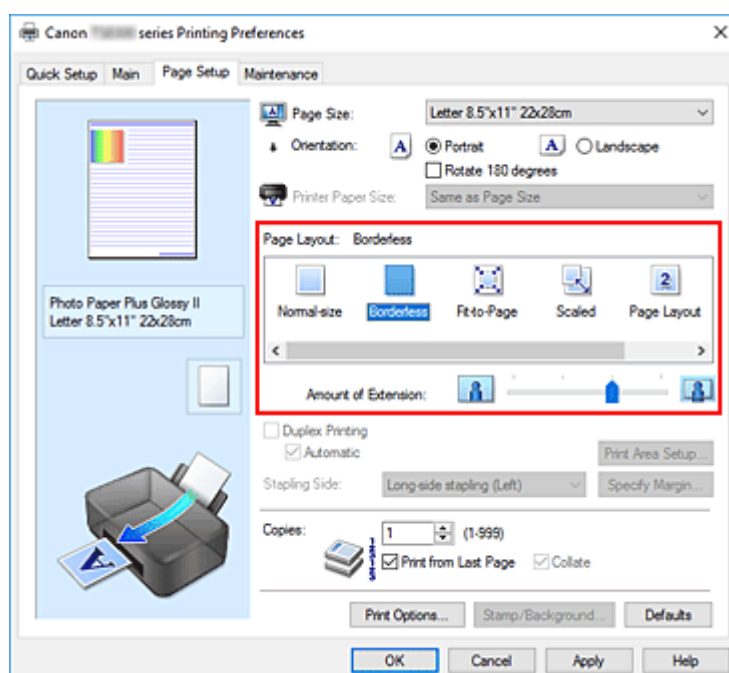 Canon series Printing Preferences
Quick Setup Main Page Setup Maintenance
Page Size: Letter 8.5"x11" 22x28cm
Orientation: A Portrait A Landscape
Rotate 180 degrees
Printer Paper Size: Same as Page Size
Page Layout: Borderless
2
Normal-size Borderless Fit-to-Page Scaled Page Layout
Photo Paper Plus Glossy II
Letter 8.5"x11" 22x28cm
Amount of Extension:
Duplex Printing
Automatic
Print Area Setup...
Stapling Side: Long-side stapling (Left) Specify Margin...
Copies: 1 (1-999)
Print from Last Page Collate
A
Print Options... Stamp/Background... Defaults
OK Cancel Apply Help